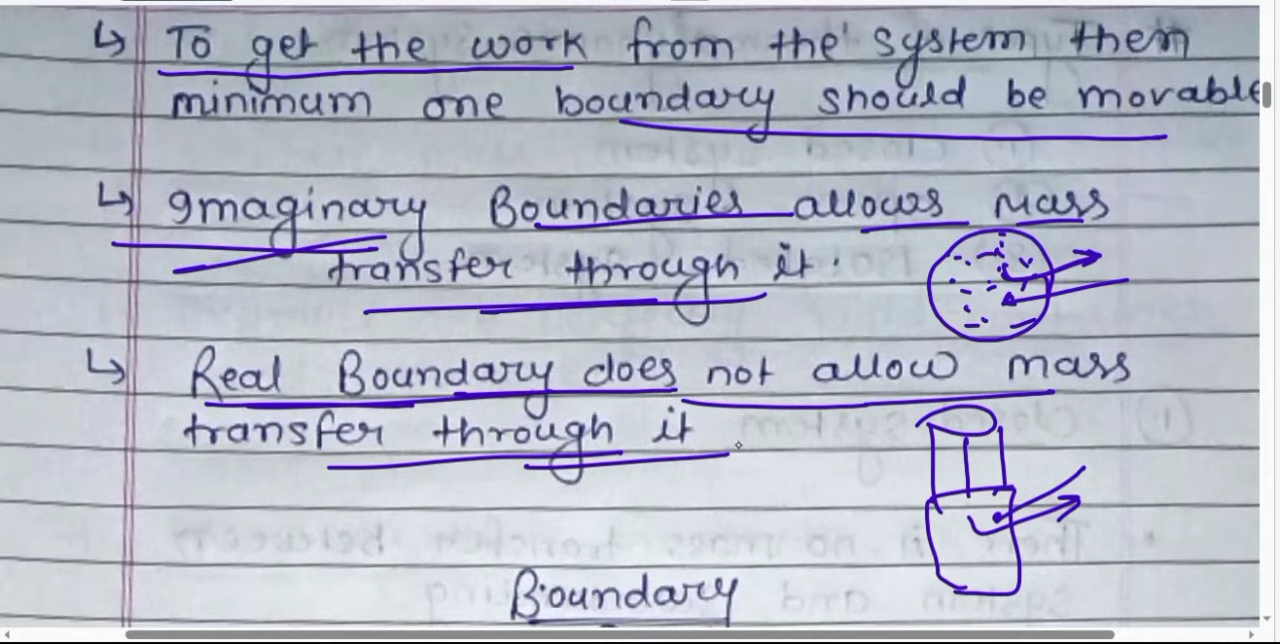 ↳ To get the work from the system then
minimum one boundary should be movable
↳ Imaginary Boundaries allows Mass
transfer through it.
↳ Real Boundary does not allow mass
transfer through it.
Boundary